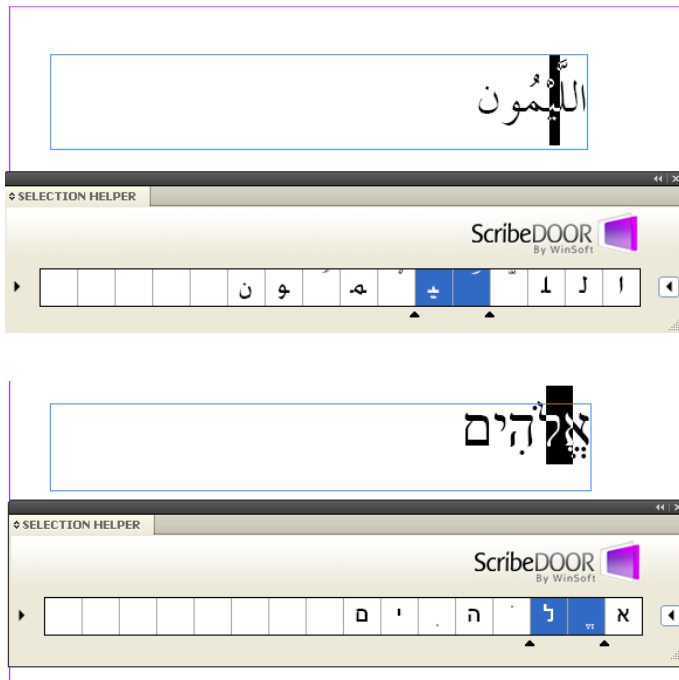 اللَّيْمُون
SELECTION HELPER
ScribeDOOR
By WinSoft
ا ل ل ّ َ ي ْ م ُ و ن
אֱלֹהִים
SELECTION HELPER
ScribeDOOR
By WinSoft
א ֱ ל ֹ ה ִ י ם